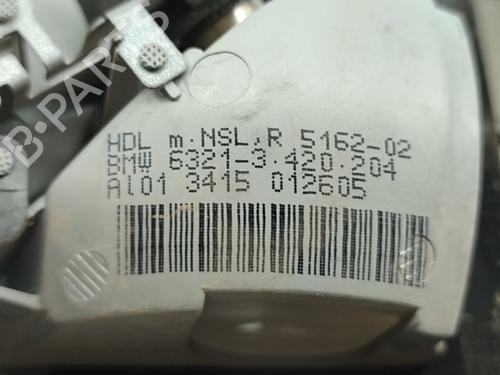 HDL m.NSL,R 5162-02
BMW 6321-3.420.204
Al01 3415 012605
B-PARTS